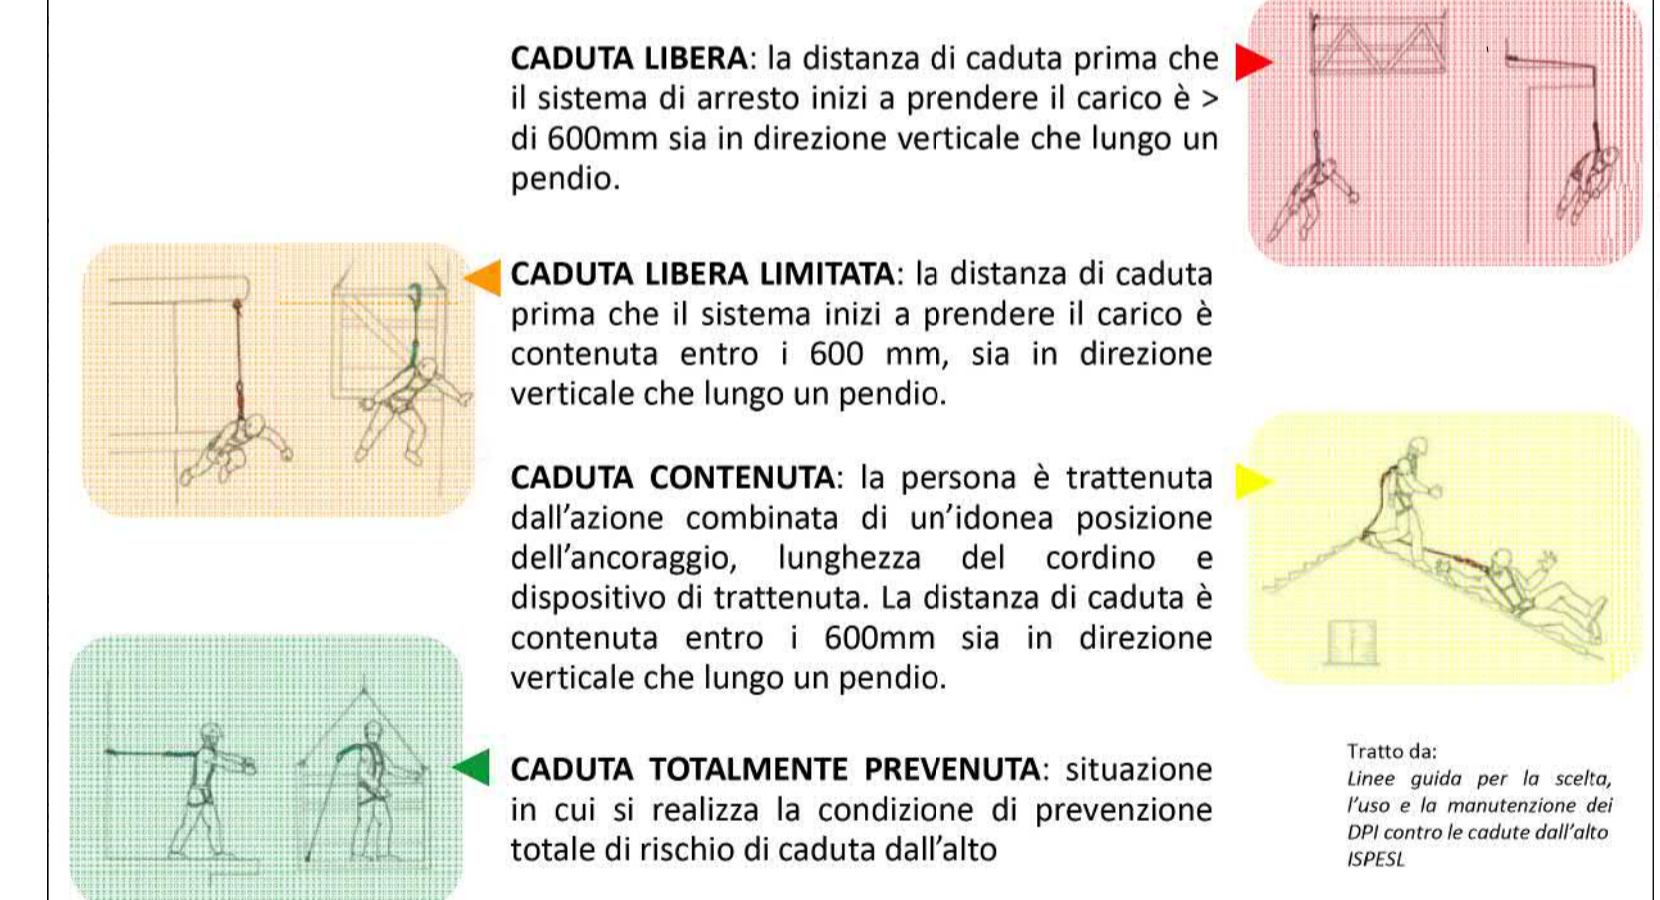 CADUTA LIBERA: la distanza di caduta prima che
il sistema di arresto inizi a prendere il carico è >
di 600mm sia in direzione verticale che lungo un
pendio.
CADUTA LIBERA LIMITATA: la distanza di caduta
prima che il sistema inizi a prendere il carico è
contenuta entro i 600 mm, sia in direzione
verticale che lungo un pendio.
CADUTA CONTENUTA: la persona è trattenuta
dall'azione combinata di un'idonea posizione
dell'ancoraggio, lunghezza del cordino e
dispositivo di trattenuta. La distanza di caduta è
contenuta entro i 600mm sia in direzione
verticale che lungo un pendio.
CADUTA TOTALMENTE PREVENUTA: situazione
in cui si realizza la condizione di prevenzione
totale di rischio di caduta dall'alto
Tratto da:
Linee guida per la scelta,
l'uso e la manutenzione dei
DPI contro le cadute dall'alto
ISPESL